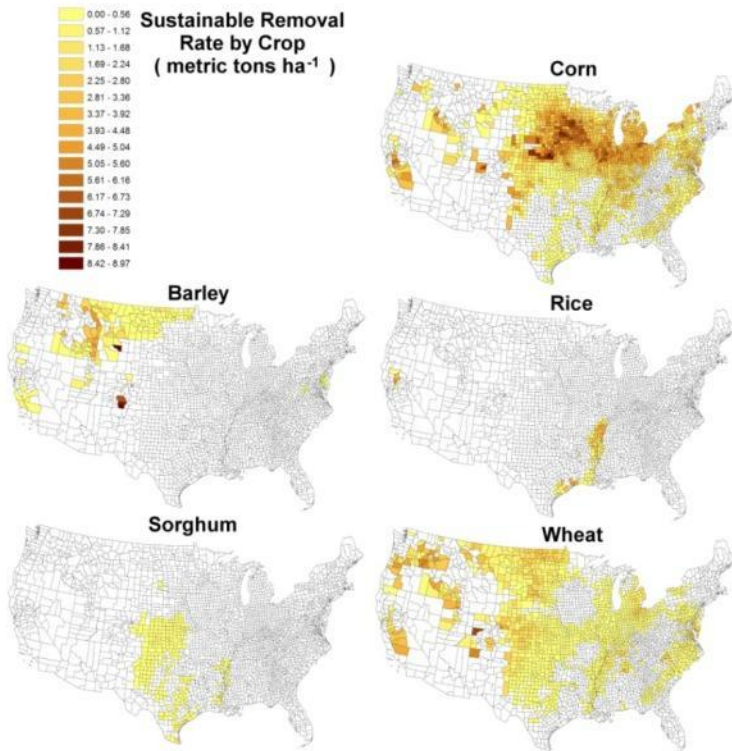 0.00 - 0.56
0.57 - 1.12
1.13 - 1.68
1.69 - 2.24
2.25 - 2.80
2.81 - 3.36
3.37 - 3.92
3.93 - 4.48
4.49 - 5.04
5.05 - 5.60
5.61 - 6.16
6.17 - 6.73
6.74 - 7.29
7.30 - 7.85
7.86 - 8.41
8.42 - 8.97
Sustainable Removal
Rate by Crop
( metric tons ha⁻¹ )
Corn
Barley
Rice
Sorghum
Wheat